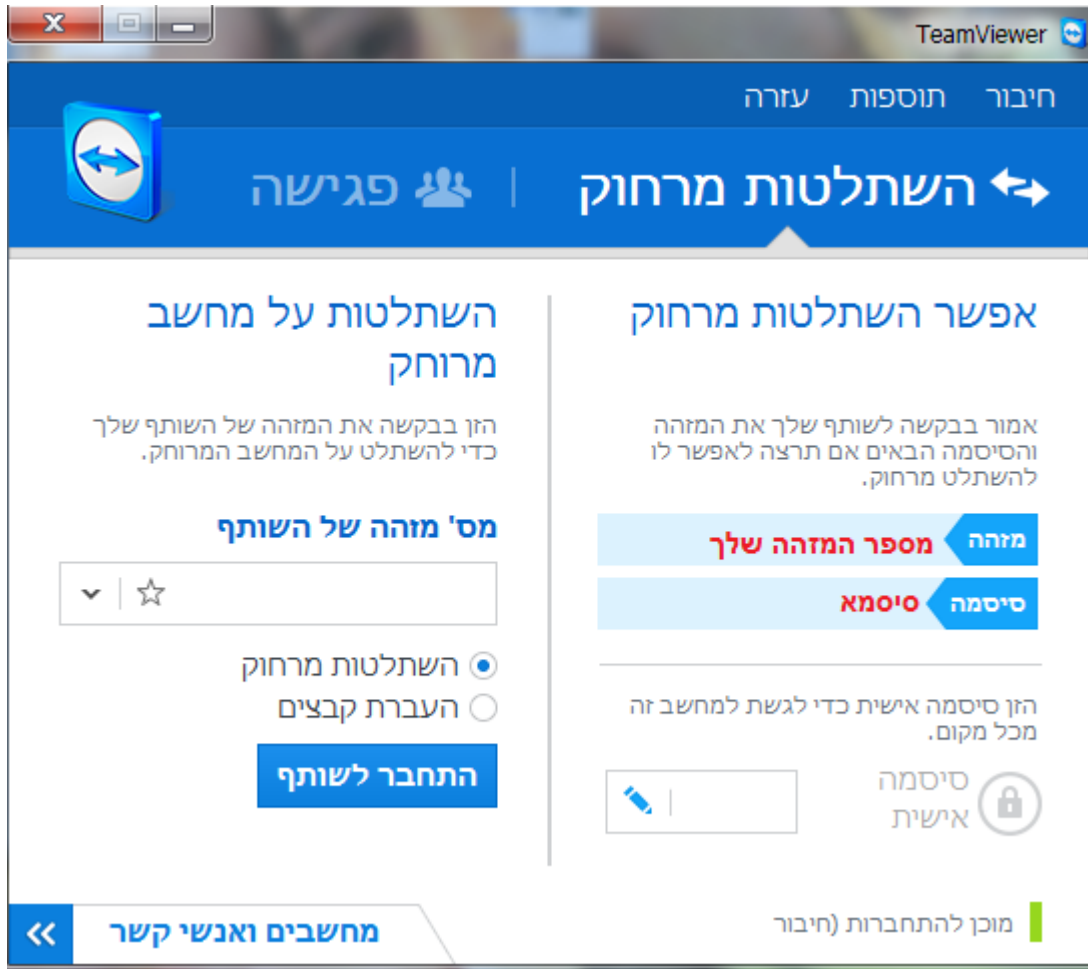 TeamViewer
חיבור תוספות עזרה
השתלטות מרחוק | פגישה
אפשר השתלטות מרחוק
אמור בבקשה לשותף שלך את המזהה
והסיסמה הבאים אם תרצה לאפשר לו
להשתלט מרחוק.
מזהה מספר המזהה שלך
סיסמה סיסמא
הזן סיסמה אישית כדי לגשת למחשב זה
מכל מקום.
סיסמה
אישית
מוכן להתחברות (חיבור
השתלטות על מחשב
מרוחק
הזן בבקשה את המזהה של השותף שלך
כדי להשתלט על המחשב המרוחק.
מס' מזהה של השותף
השתלטות מרחוק
העברת קבצים
התחבר לשותף
מחשבים ואנשי קשר